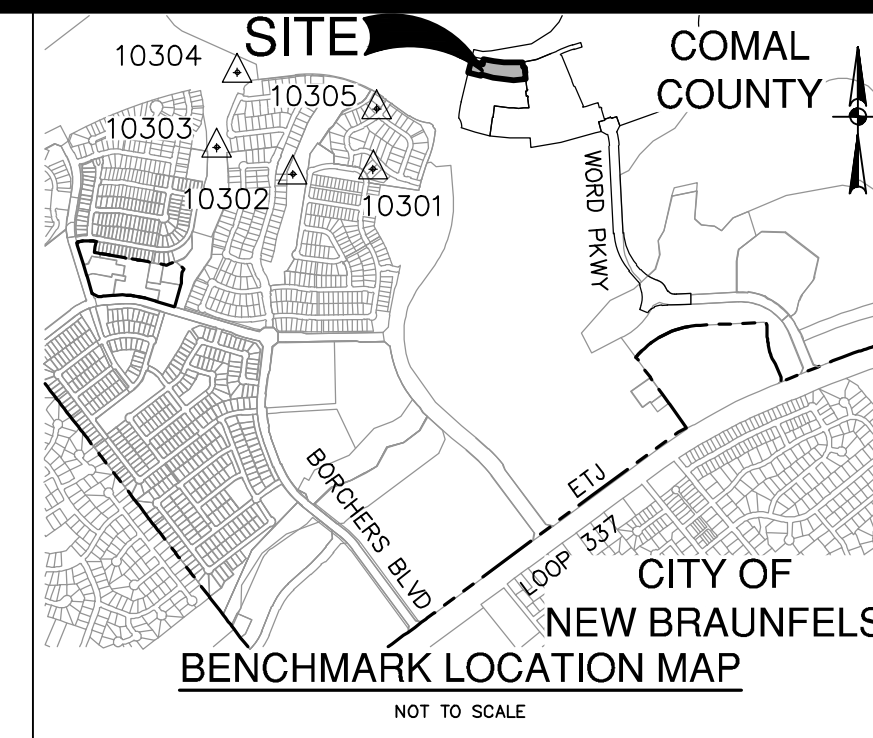 SITE
COMAL
COUNTY
10304
10305
10303
10302
10301
WORD PKWY
BORCHERS BLVD
ETJ
LOOP 337
CITY OF
NEW BRAUNFELS
BENCHMARK LOCATION MAP
NOT TO SCALE